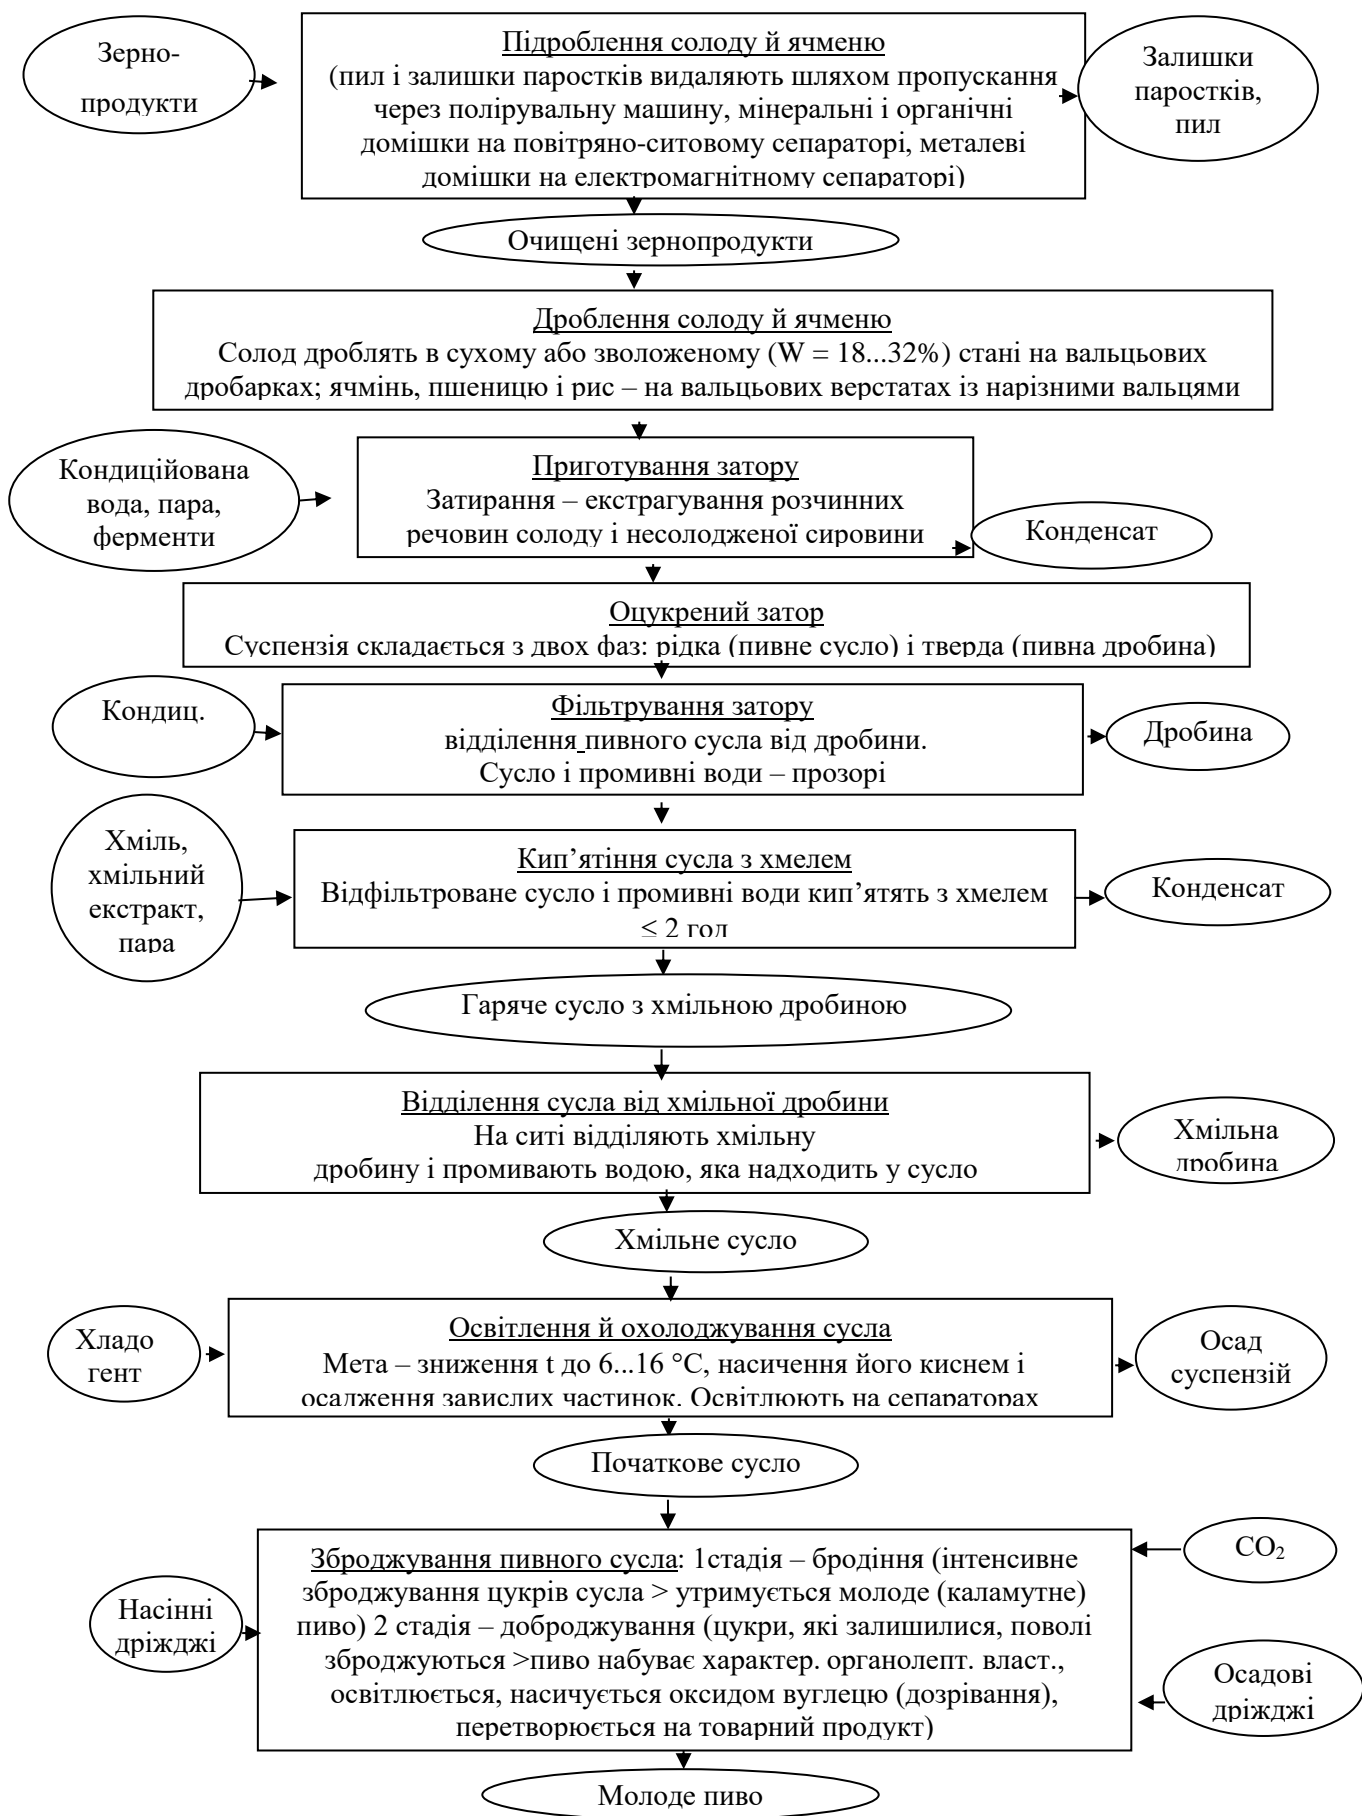 Зерно-
продукти
Підроблення солоду й ячменю
(пил і залишки паростків видаляють шляхом пропускання
через полірувальну машину, мінеральні і органічні
домішки на повітряно-ситовому сепараторі, металеві
домішки на електромагнітному сепараторі)
Залишки
паростків,
пил
Очищені зернопродукти
Дроблення солоду й ячменю
Солод дроблять в сухому або зволоженому (W = 18...32%) стані на вальцьових
дробарках; ячмінь, пшеницю і рис – на вальцьових верстатах із нарізними вальцями
Кондиційована
вода, пара,
ферменти
Приготування затору
Затирання – екстрагування розчинних
речовин солоду і несолодженої сировини
Конденсат
Оцукрений затор
Суспензія складається з двох фаз: рідка (пивне сусло) і тверда (пивна дробина)
Кондиц.
Фільтрування затору
відділення пивного сусла від дробини.
Сусло і промивні води – прозорі
Дробина
Хміль,
хмільний
екстракт,
пара
Кип’ятіння сусла з хмелем
Відфільтроване сусло і промивні води кип’ятять з хмелем
≤ 2 год
Конденсат
Гаряче сусло з хмільною дробиною
Відділення сусла від хмільної дробини
На ситі відділяють хмільну
дробину і промивають водою, яка надходить у сусло
Хмільна
дробина
Хмільне сусло
Хладо
гент
Освітлення й охолоджування сусла
Мета – зниження t до 6...16 °С, насичення його киснем і
осадження завислих частинок. Освітлюють на сепараторах
Осад
суспензій
Початкове сусло
Насінні
дріжджі
Зброджування пивного сусла: 1стадія – бродіння (інтенсивне
зброджування цукрів сусла > утримується молоде (каламутне)
пиво) 2 стадія – доброджування (цукри, які залишилися, поволі
зброджуються >пиво набуває характер. органолепт. власт.,
освітлюється, насичується оксидом вуглецю (дозрівання),
перетворюється на товарний продукт)
СО₂
Осадові
дріжджі
Молоде пиво